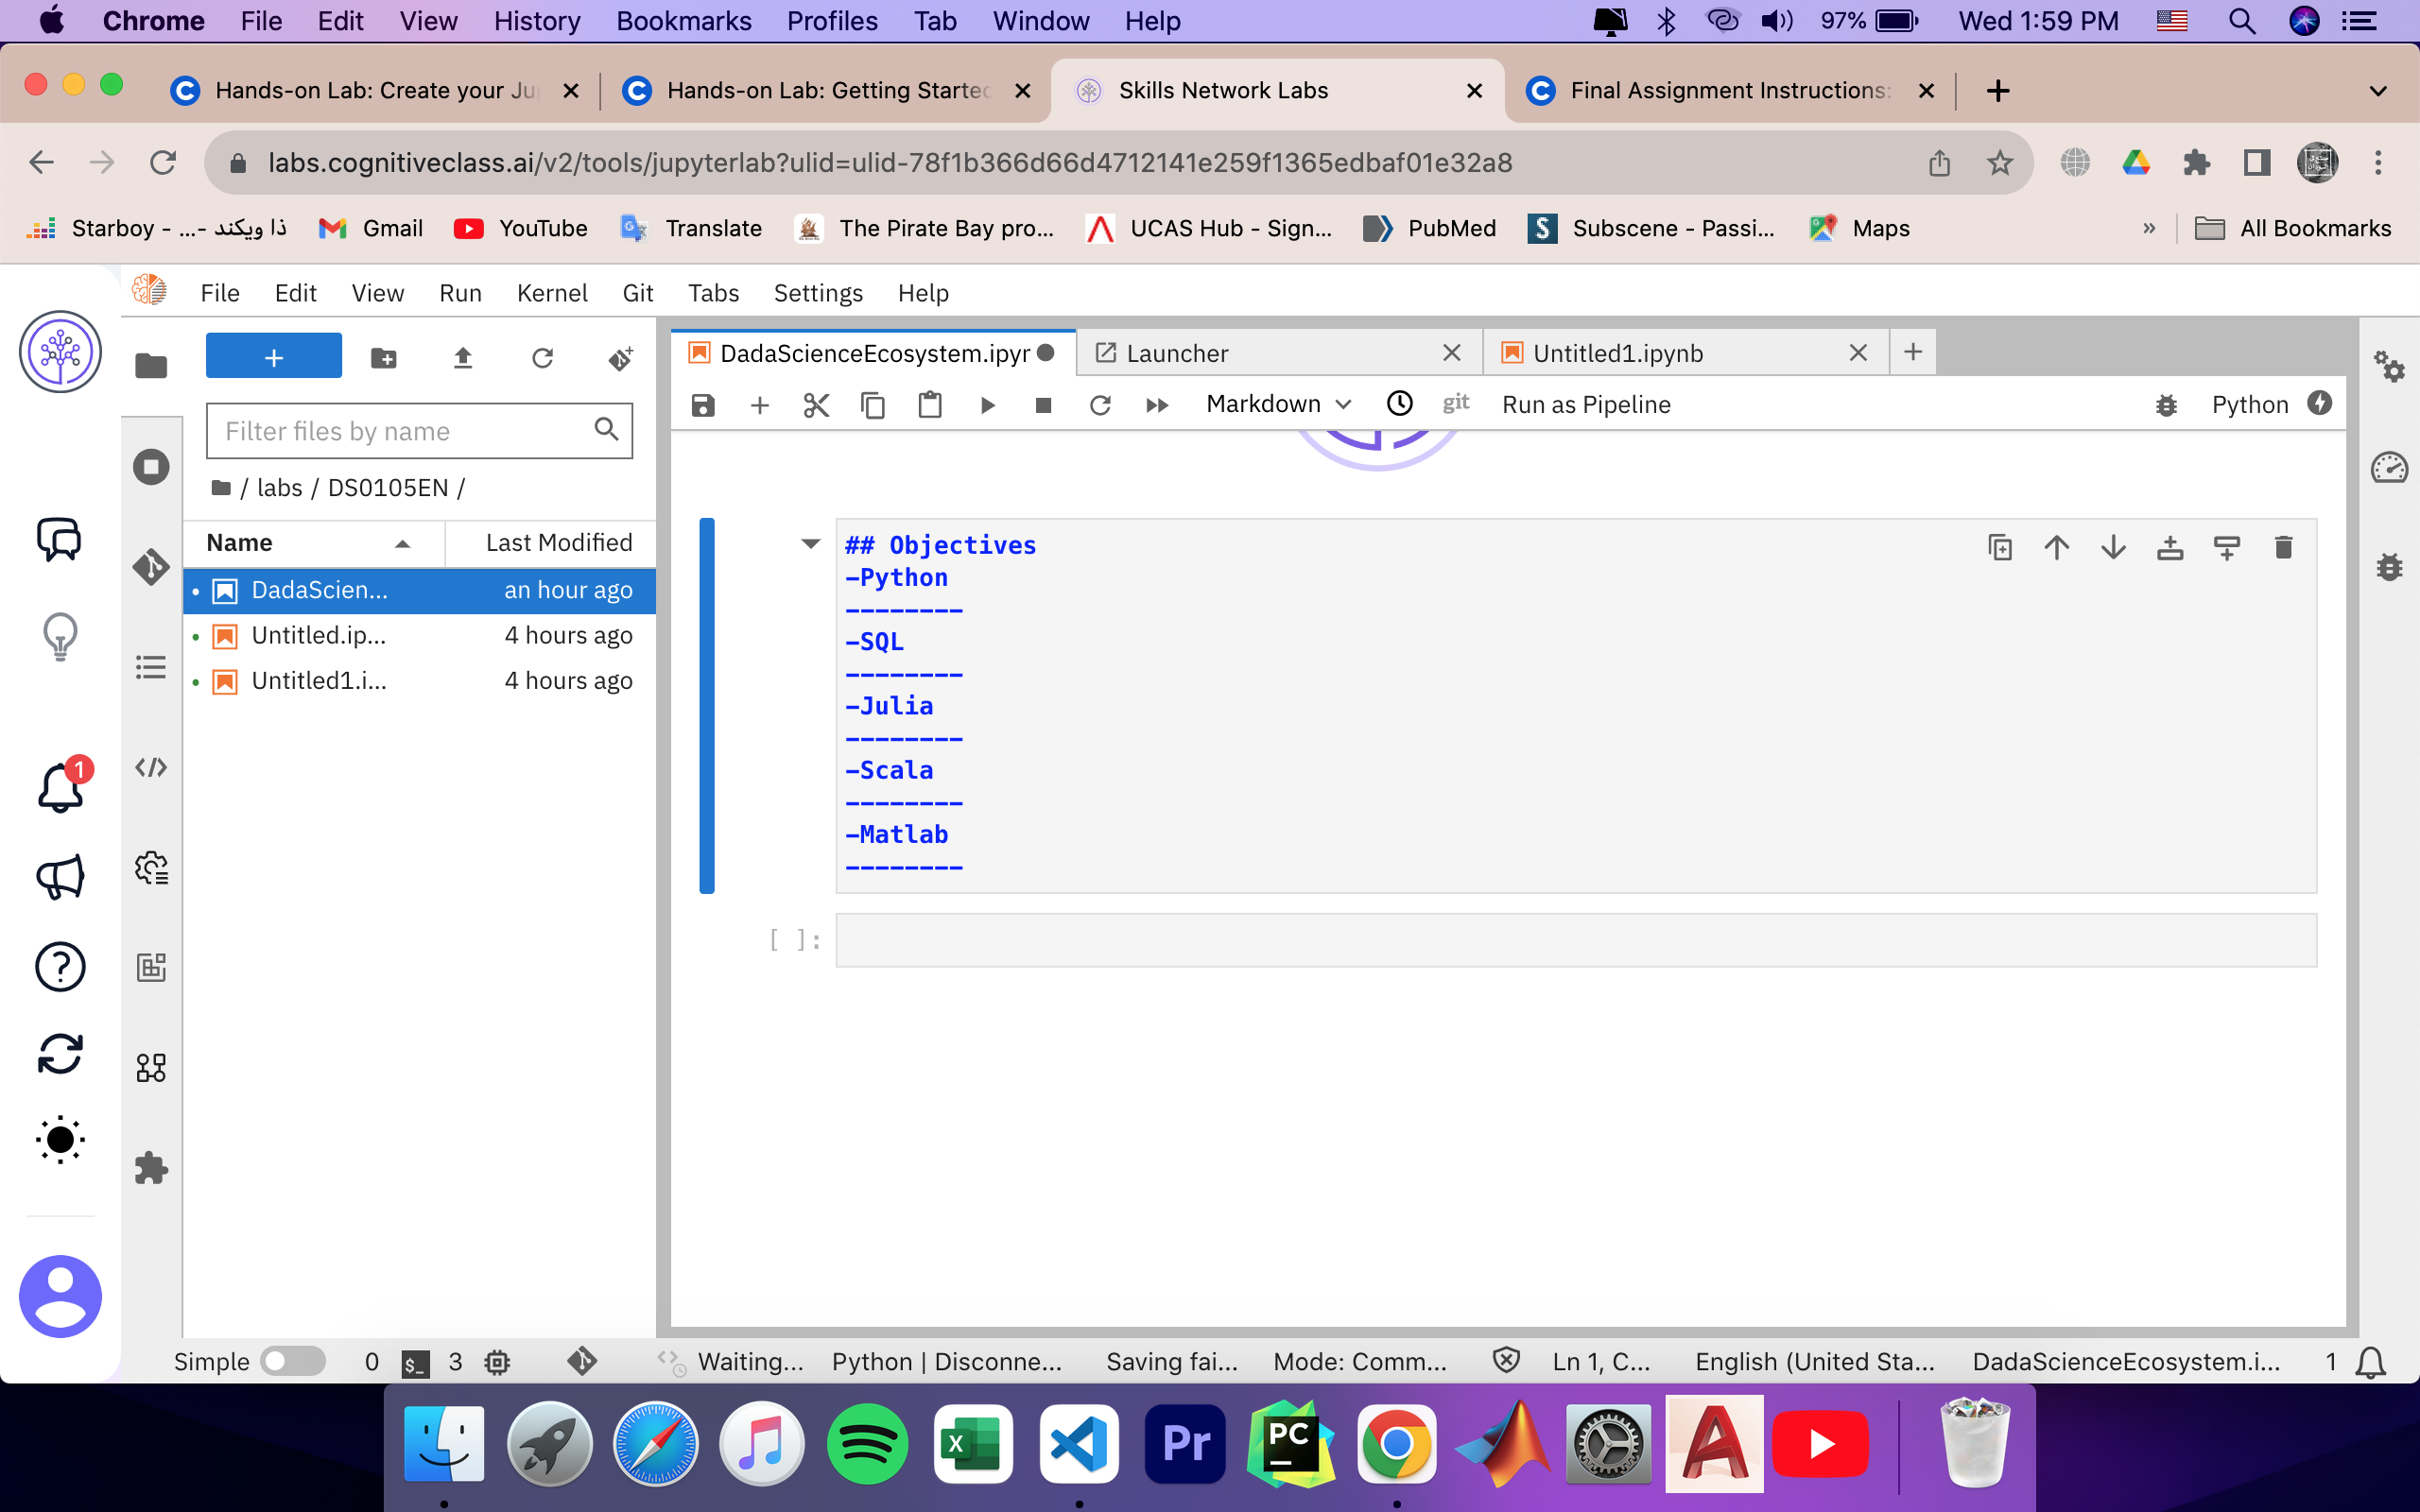 Chrome File Edit View History Bookmarks Profiles Tab Window Help 97% Wed 1:59 PM
Hands-on Lab: Create your Ju Hands-on Lab: Getting Started Skills Network Labs Final Assignment Instructions:
labs.cognitiveclass.ai/v2/tools/jupyterlab?ulid=ulid-78f1b366d66d4712141e259f1365edbaf01e32a8
Starboy - ...- ذا ويكند Gmail YouTube Translate The Pirate Bay pro... UCAS Hub - Sign... PubMed S Subscene - Passi... Maps » All Bookmarks
File Edit View Run Kernel Git Tabs Settings Help
DadaScienceEcosystem.ipyr Launcher Untitled1.ipynb
Markdown git Run as Pipeline Python
Filter files by name
/ labs / DS0105EN /
Name Last Modified
DadaScien... an hour ago
Untitled.ip... 4 hours ago
Untitled1.i... 4 hours ago
1
## Objectives
-Python
--------
-SQL
--------
-Julia
--------
-Scala
--------
-Matlab
--------
[ ]:
Simple 0 $_ 3 Waiting... Python | Disconne... Saving fai... Mode: Comm... Ln 1, C... English (United Sta... DadaScienceEcosystem.i... 1
X Pr PC